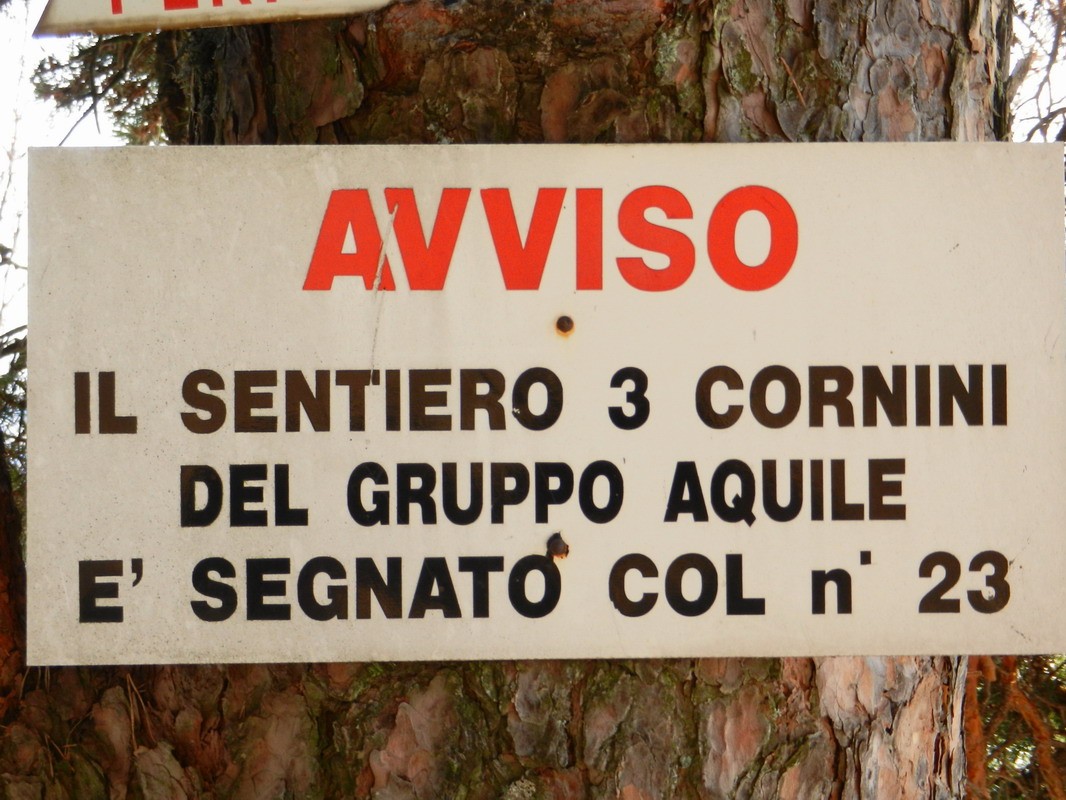 AVVISO
IL SENTIERO 3 CORNINI
DEL GRUPPO AQUILE
E' SEGNATO COL n˙ 23